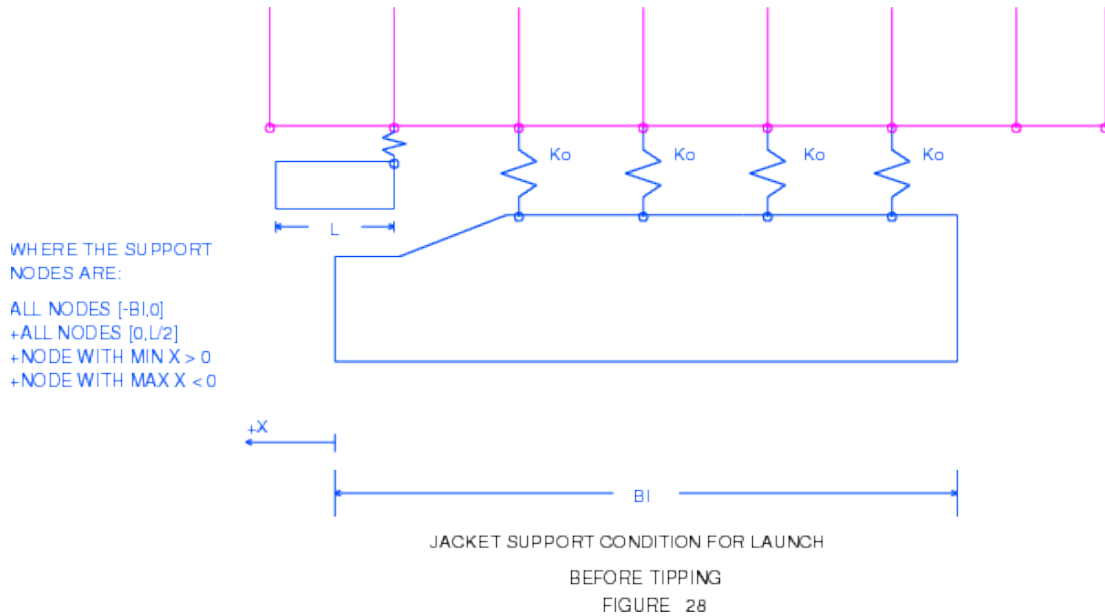 Ko
Ko
Ko
Ko
L
WHERE THE SUPPORT
NODES ARE:
ALL NODES [-Bl,0]
+ALL NODES [0,L/2]
+NODE WITH MIN X > 0
+NODE WITH MAX X < 0
+X
Bl
JACKET SUPPORT CONDITION FOR LAUNCH
BEFORE TIPPING
FIGURE 28